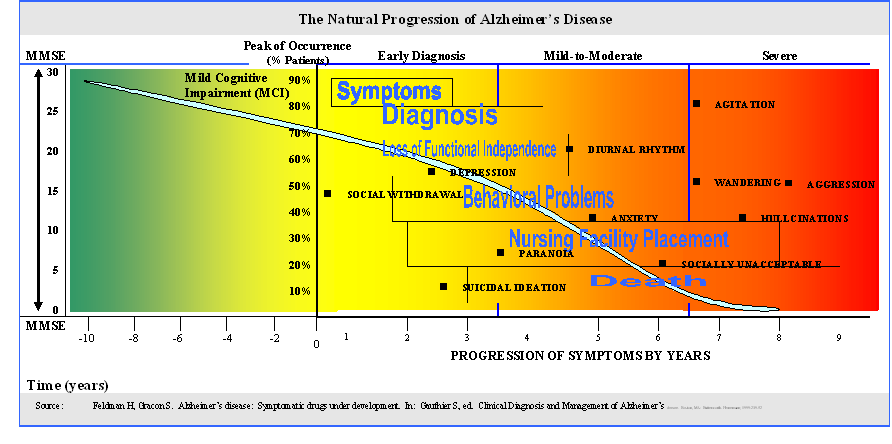 The Natural Progression of Alzheimer's Disease
MMSE
Peak of Occurrence
(% Patients)
Early Diagnosis
Mild-to-Moderate
Severe
30
25
20
15
10
5
0
MMSE
Mild Cognitive
Impairment (MCI)
90%
80%
70%
60%
50%
40%
30%
20%
10%
Symptoms
Diagnosis
AGITATION
Loss of Functional Independence
DIURNAL RHYTHM
DEPRESSION
WANDERING
AGGRESSION
SOCIAL WITHDRAWAL
Behavioral Problems
ANXIETY
HULLCINATIONS
Nursing Facility Placement
PARANOIA
SOCIALLY UNACCEPTABLE
Death
SUICIDAL IDEATION
-10 -8 -6 -4 -2 0 1 2 3 4 5 6 7 8 9
PROGRESSION OF SYMPTOMS BY YEARS
Time (years)
Source: Feldman H, Gracon S. Alzheimer's disease: Symptomatic drugs under development. In: Gauthier S, ed. Clinical Diagnosis and Management of Alzheimer's